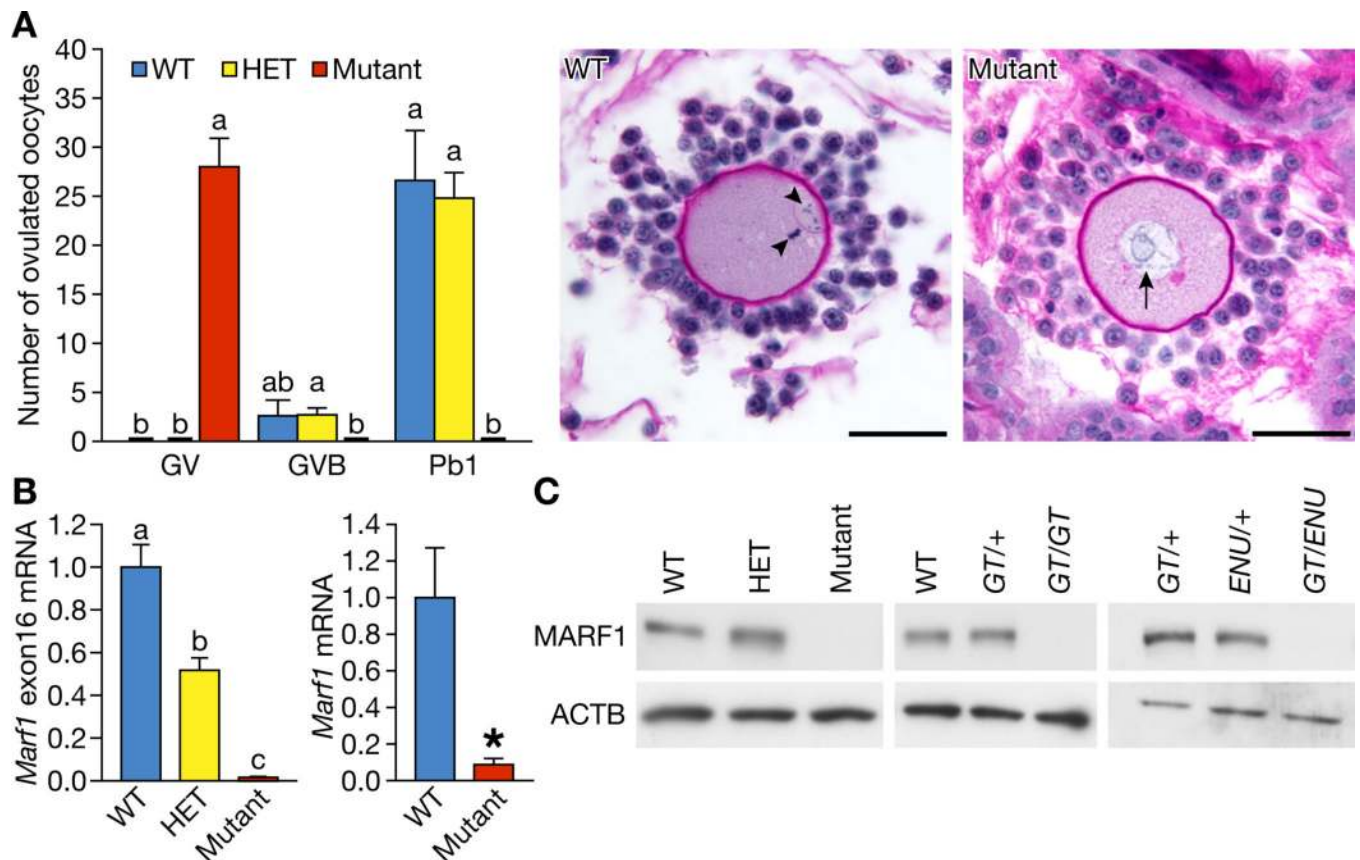 A
Number of ovulated oocytes
40
35
30
25
20
15
10
5
0
WT HET Mutant
b b a
ab a b
a a b
GV GVB Pb1
WT
Mutant
B
Marf1 exon16 mRNA
1.2
1.0
0.8
0.6
0.4
0.2
0.0
a
b
c
WT HET Mutant
Marf1 mRNA
1.4
1.2
1.0
0.8
0.6
0.4
0.2
0.0
*
WT Mutant
C
WT HET Mutant WT GT/+ GT/GT GT/+ ENU/+ GT/ENU
MARF1
ACTB